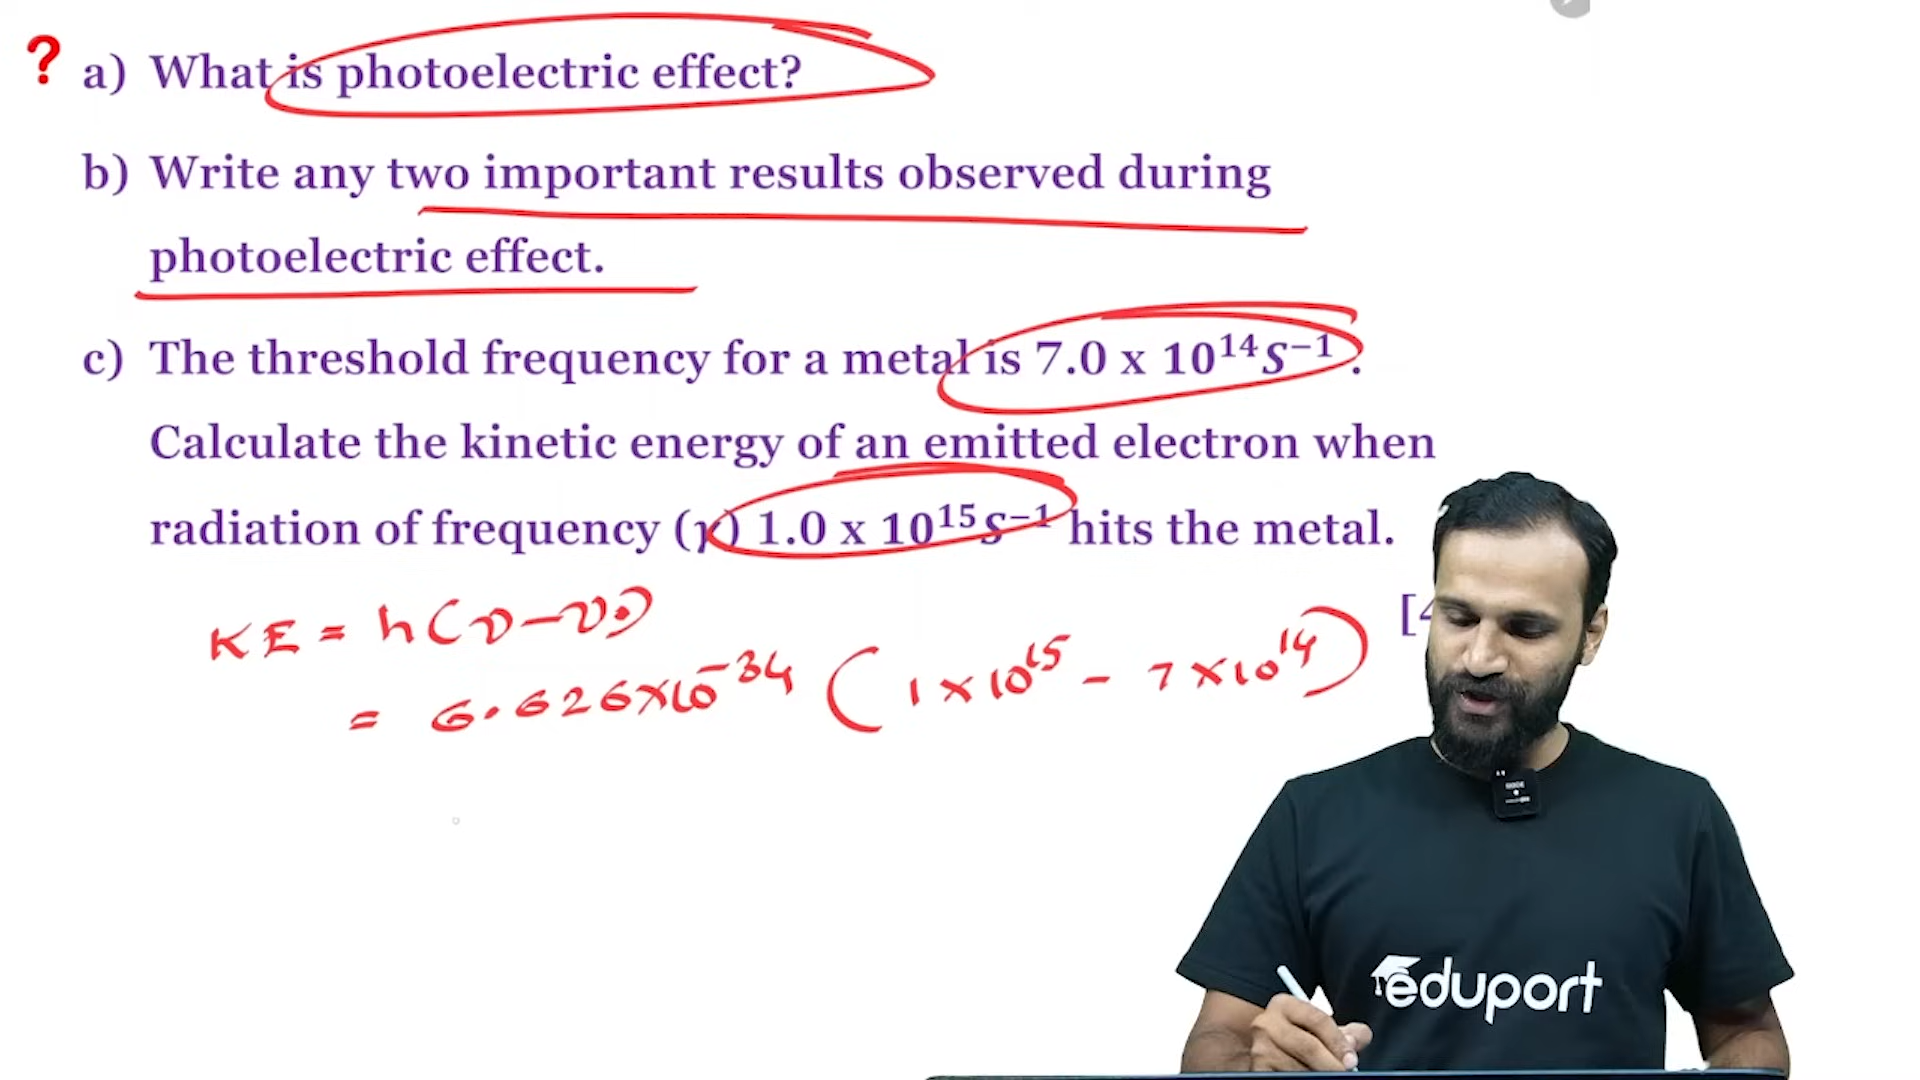 ? a) What is photoelectric effect?
b) Write any two important results observed during
photoelectric effect.
c) The threshold frequency for a metal is 7.0 x 10¹⁴S⁻¹.
Calculate the kinetic energy of an emitted electron when
radiation of frequency (γ) 1.0 x 10¹⁵S⁻¹ hits the metal.
[4
KE = h(ν-ν₀)
= 6.626×10⁻³⁴ (1×10¹⁵ - 7×10¹⁴)
eduport